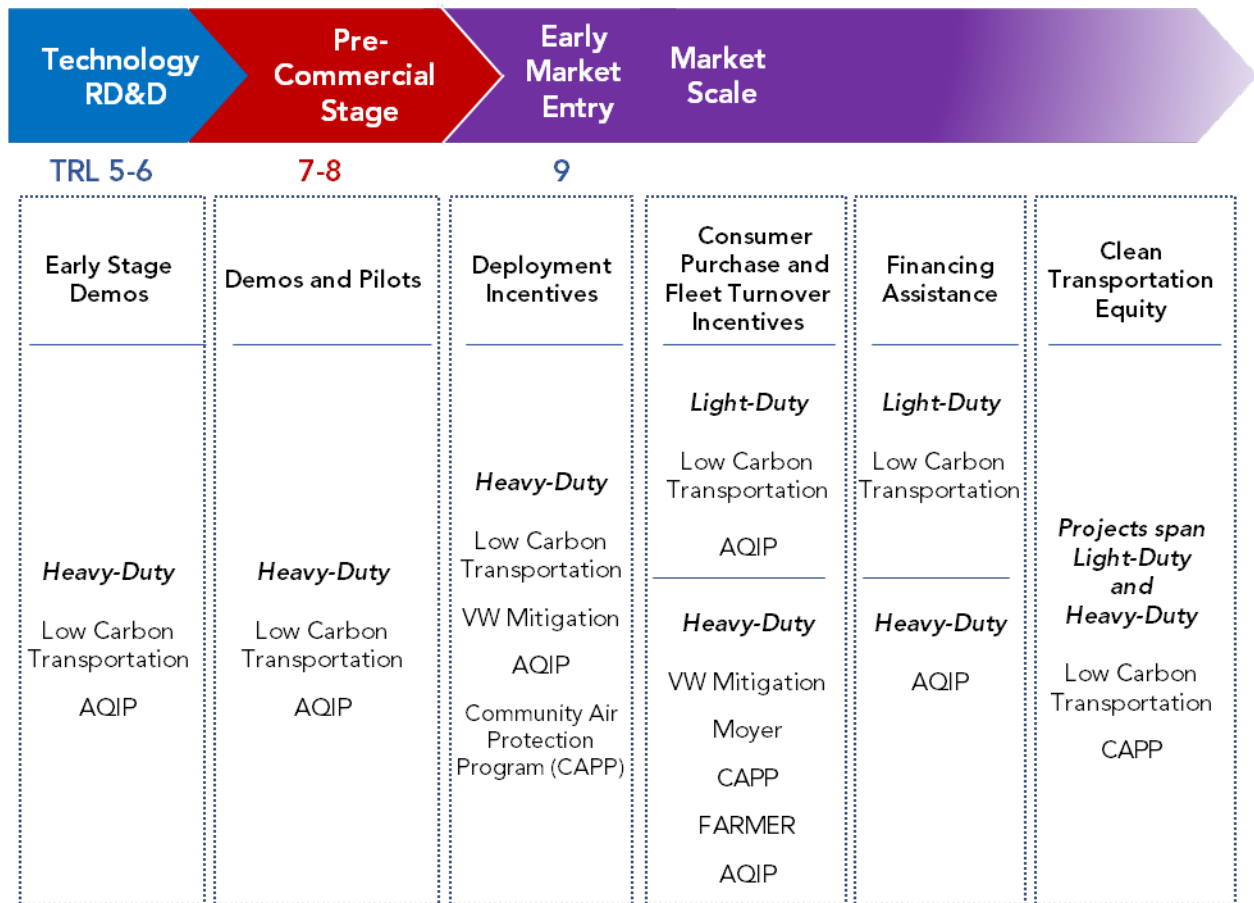 Technology
RD&D
Pre-
Commercial
Stage
Early
Market
Entry
Market
Scale
TRL 5-6
7-8
9
Early Stage
Demos
Heavy-Duty
Low Carbon
Transportation
AQIP
Demos and Pilots
Heavy-Duty
Low Carbon
Transportation
AQIP
Deployment
Incentives
Heavy-Duty
Low Carbon
Transportation
VW Mitigation
AQIP
Community Air
Protection
Program (CAPP)
Consumer
Purchase and
Fleet Turnover
Incentives
Light-Duty
Low Carbon
Transportation
AQIP
Heavy-Duty
VW Mitigation
Moyer
CAPP
FARMER
AQIP
Financing
Assistance
Light-Duty
Low Carbon
Transportation
Heavy-Duty
AQIP
Clean
Transportation
Equity
Projects span
Light-Duty
and
Heavy-Duty
Low Carbon
Transportation
CAPP